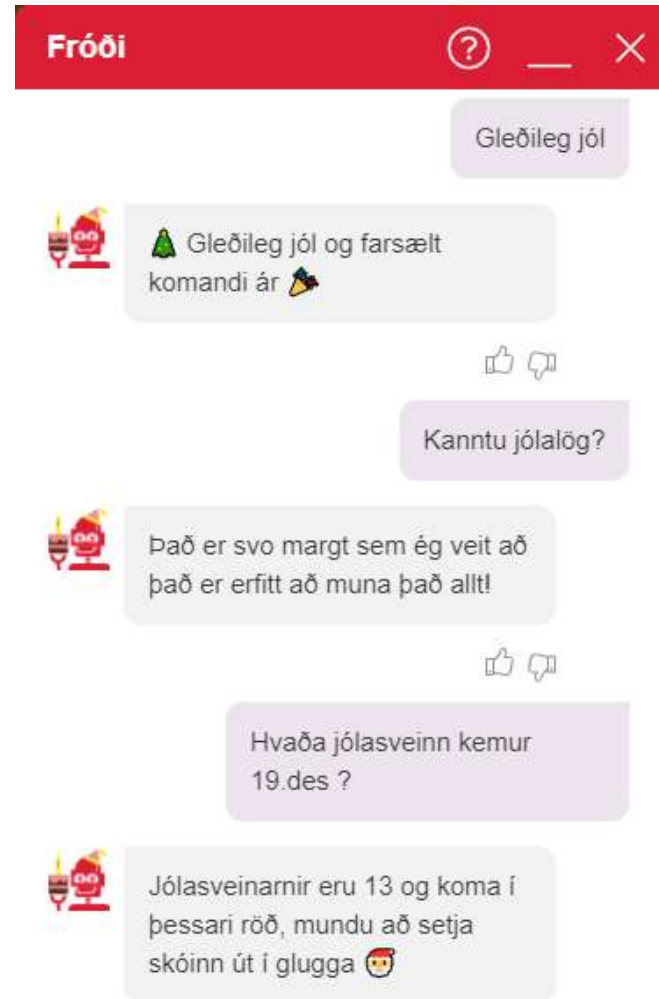 Fróði
Gleðileg jól
🎄 Gleðileg jól og farsælt
komandi ár 🎉
Kanntu jólalög?
Það er svo margt sem ég veit að
það er erfitt að muna það allt!
Hvaða jólasveinn kemur
19.des ?
Jólasveinarnir eru 13 og koma í
þessari röð, mundu að setja
skóinn út í glugga 🎅